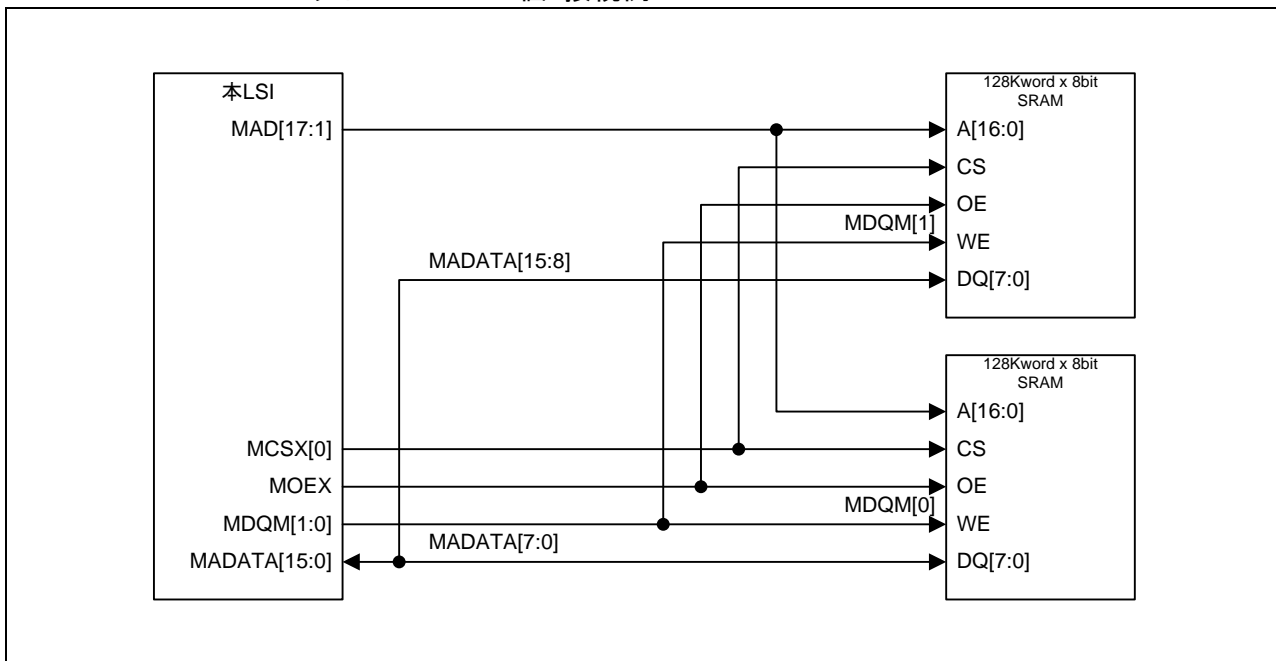 本LSI
MAD[17:1]
MCSX[0]
MOEX
MDQM[1:0]
MADATA[15:0]
MADATA[15:8]
MADATA[7:0]
128Kword x 8bit
SRAM
A[16:0]
CS
OE
MDQM[1]
WE
DQ[7:0]
128Kword x 8bit
SRAM
A[16:0]
CS
OE
MDQM[0]
WE
DQ[7:0]